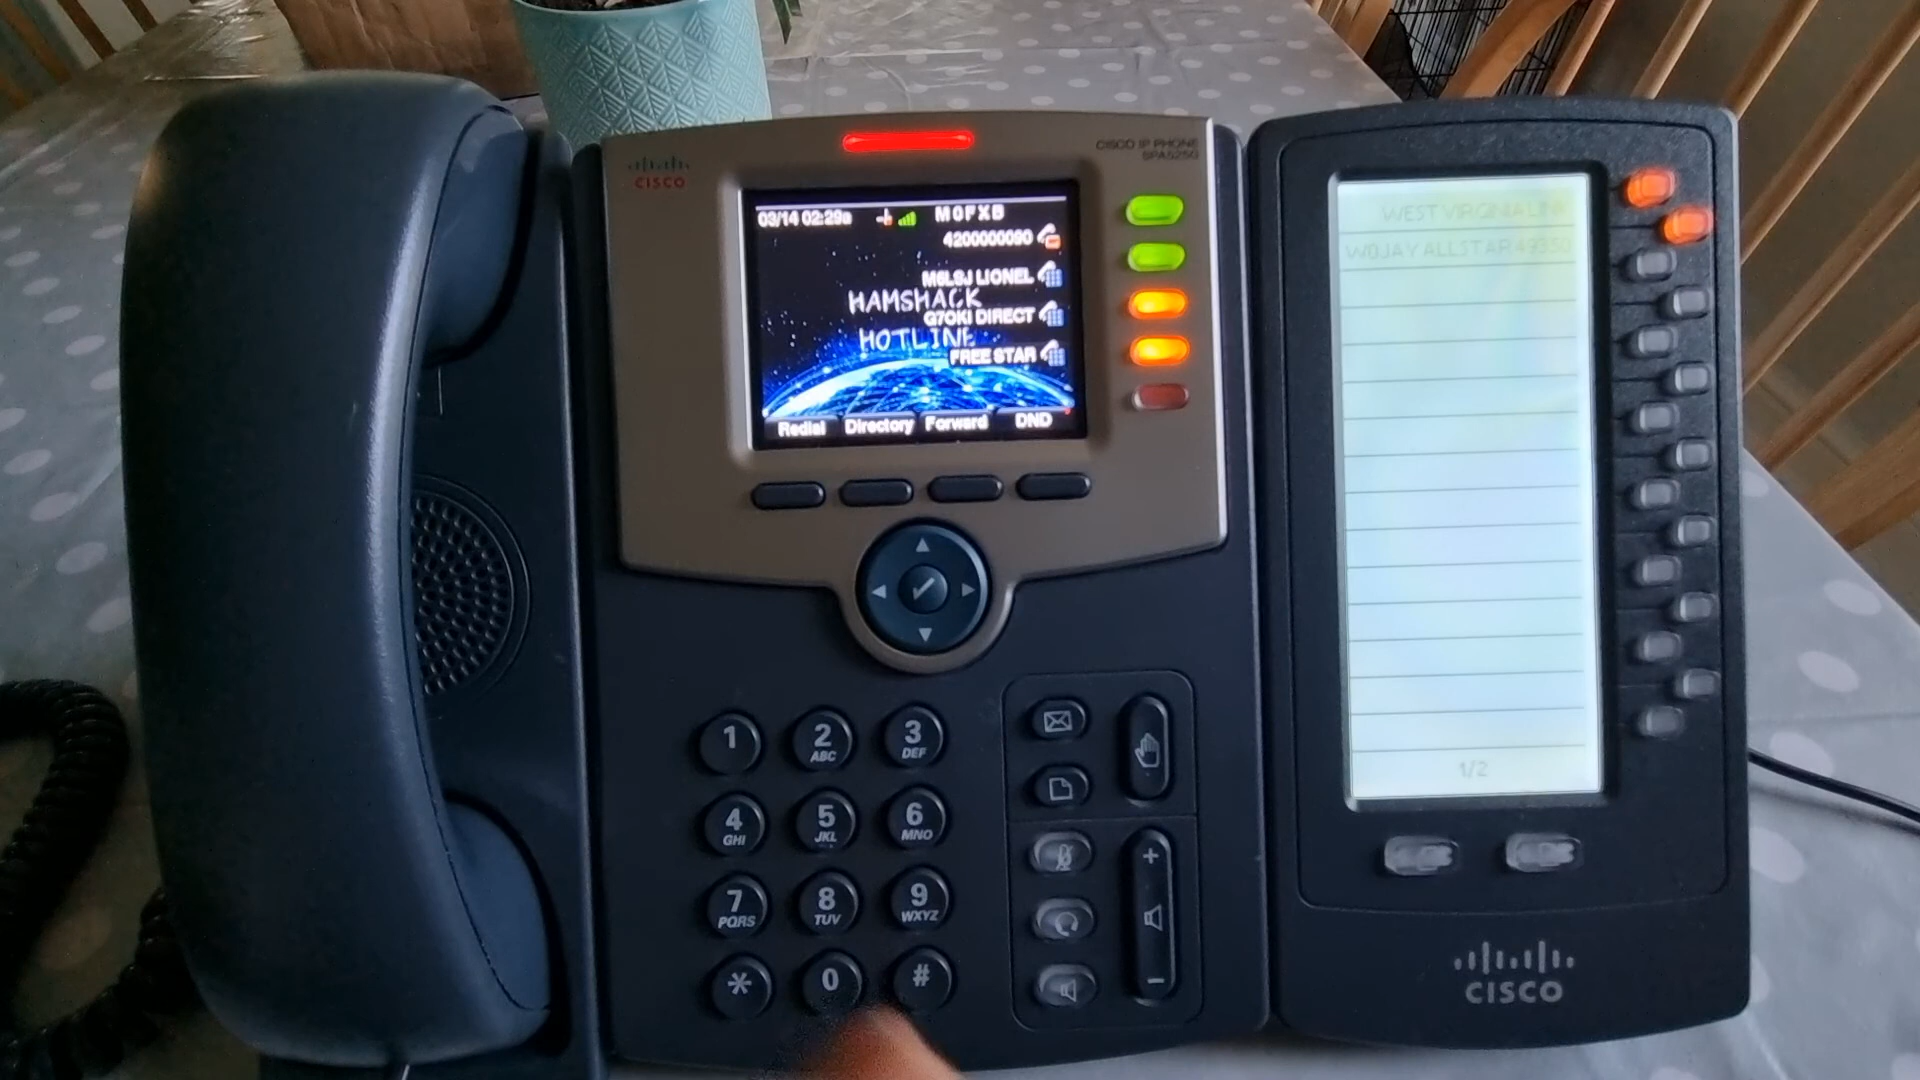 CISCO
CISCO IP PHONE
SPA525G
03/14 02:29a
M0FXB
4200000090
M6LSJ LIONEL
HAMSHACK
G7OKI DIRECT
HOTLINE
FREE STAR
Redial Directory Forward DND
WEST VIRGINIA LINK
W0JAY ALLSTAR 49350
1/2
1 2 ABC 3 DEF
4 GHI 5 JKL 6 MNO
7 PQRS 8 TUV 9 WXYZ
* 0 #
+
-
CISCO